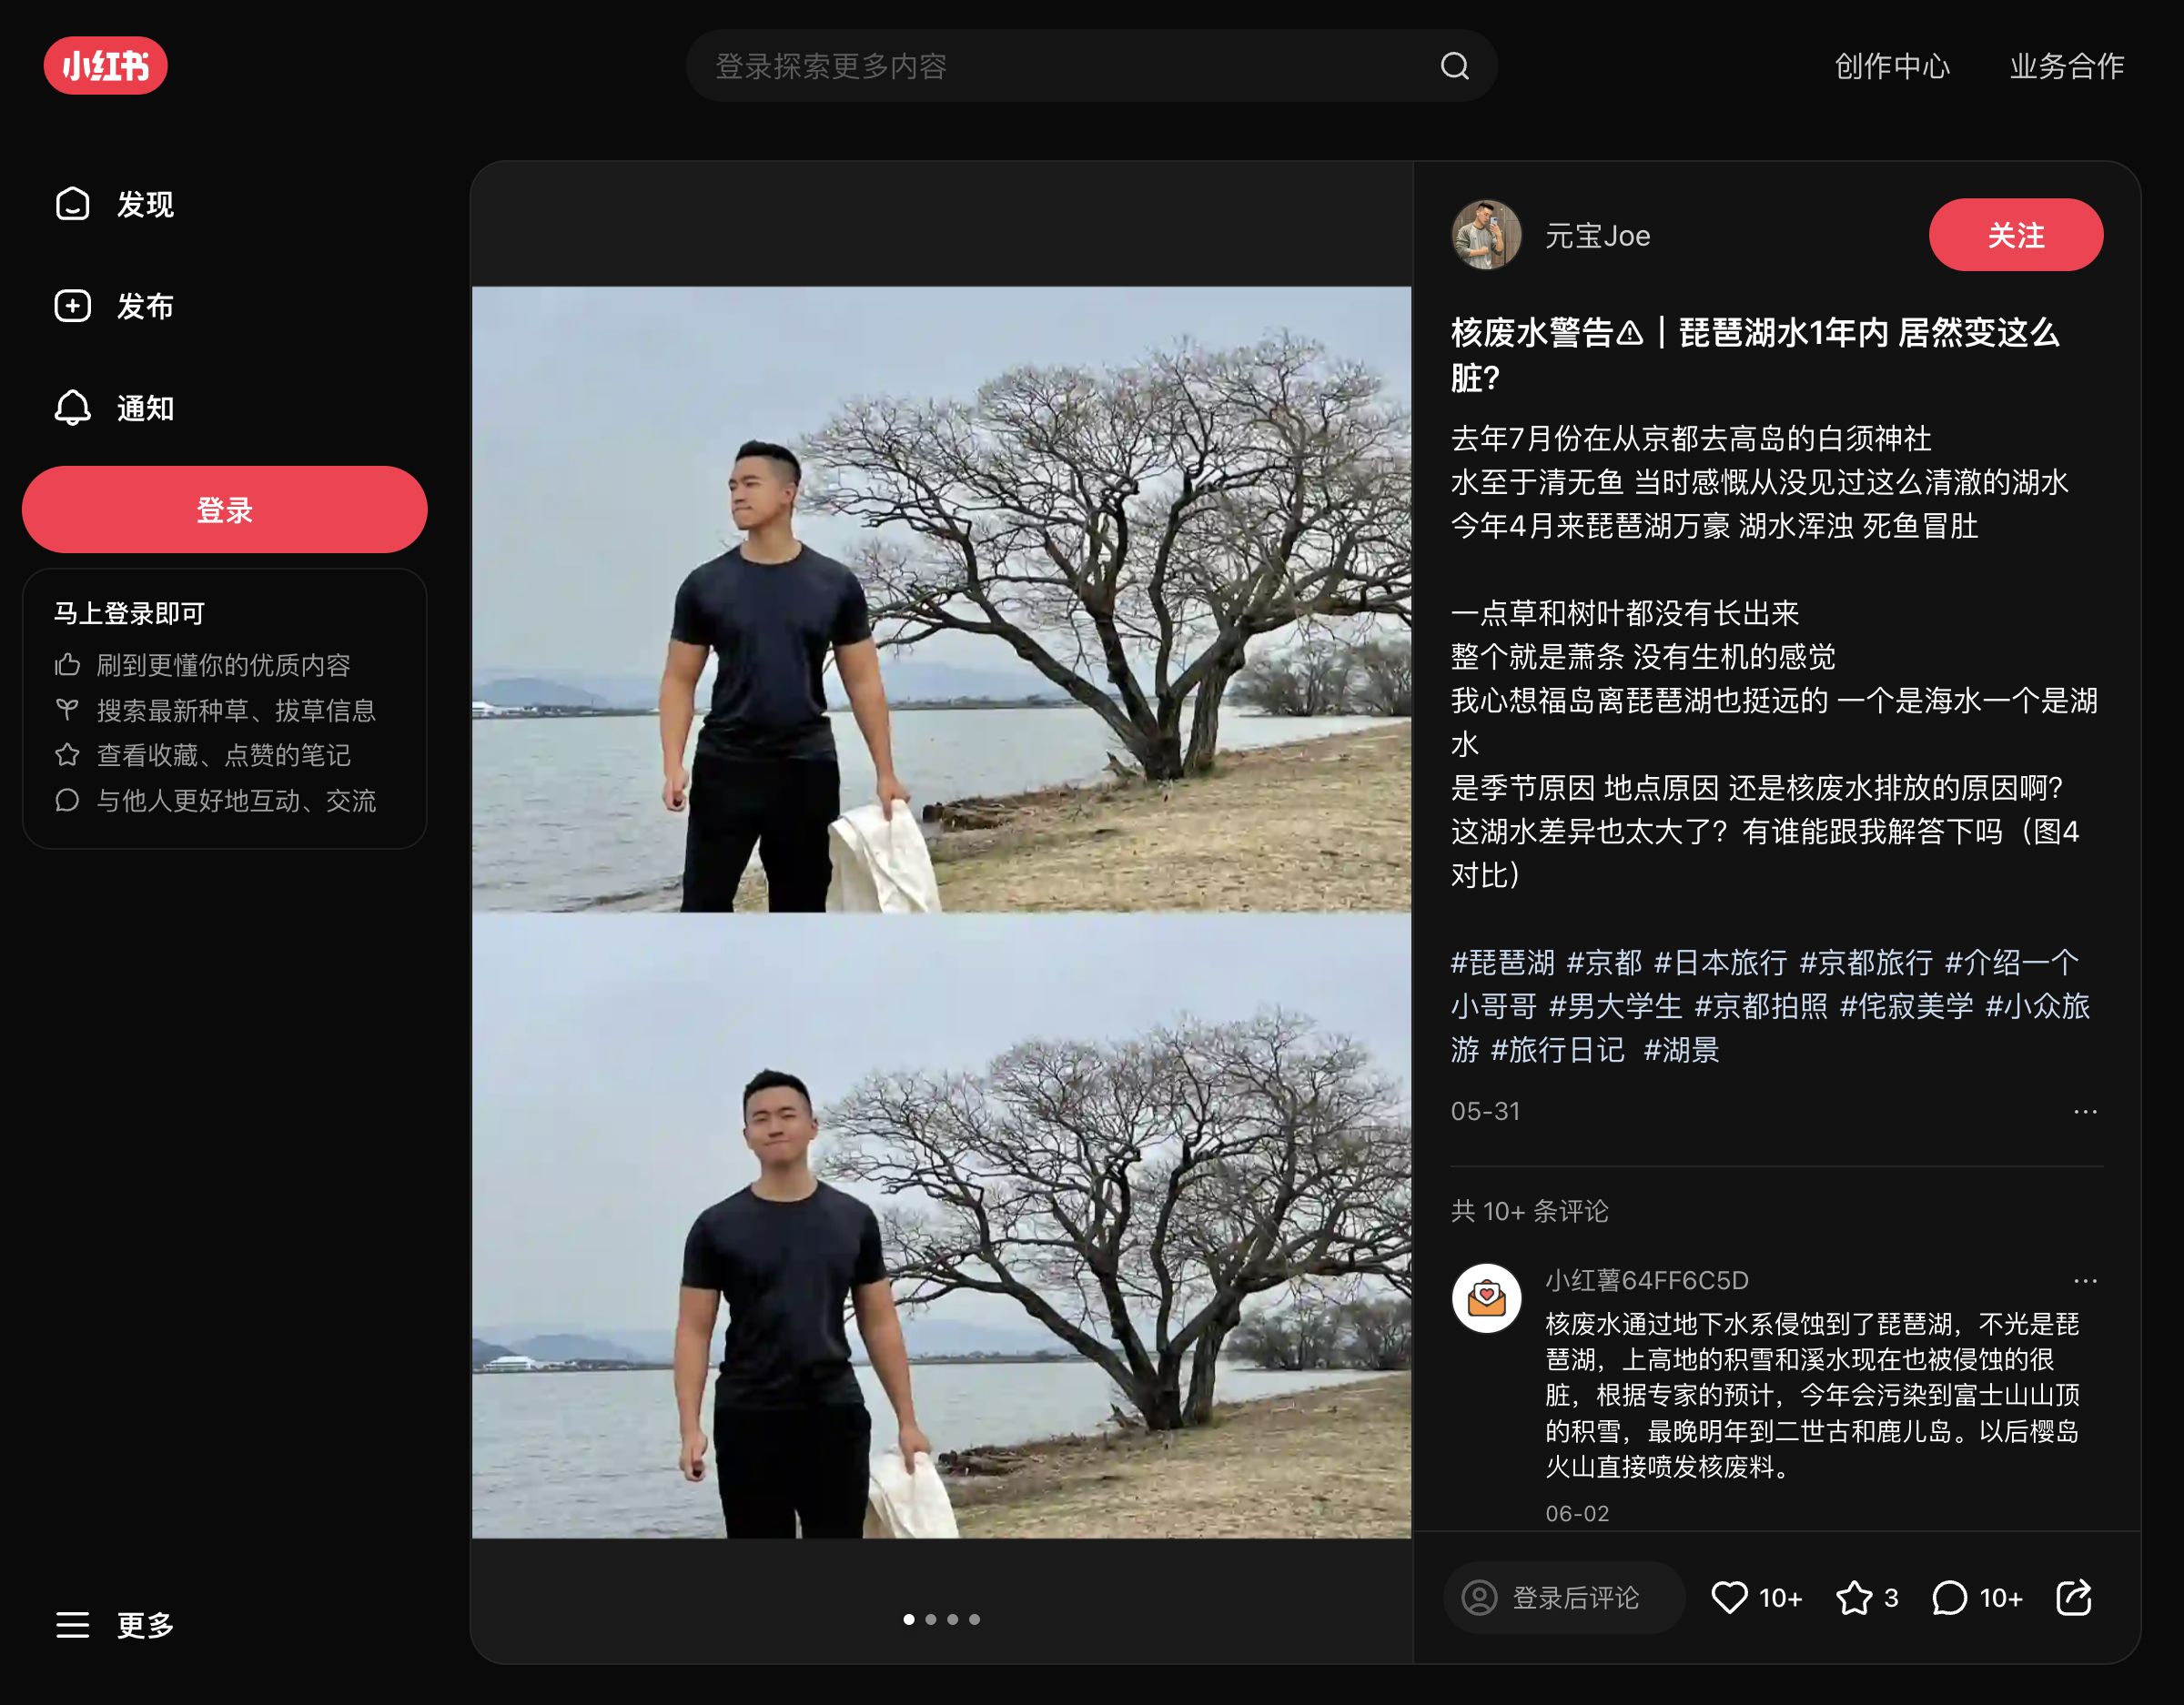 小红书
登录探索更多内容
创作中心
业务合作
发现
发布
通知
登录
马上登录即可
刷到更懂你的优质内容
搜索最新种草、拔草信息
查看收藏、点赞的笔记
与他人更好地互动、交流
更多
元宝Joe
关注
核废水警告⚠｜琵琶湖水1年内 居然变这么
脏?
去年7月份在从京都去高岛的白须神社
水至于清无鱼 当时感慨从没见过这么清澈的湖水
今年4月来琵琶湖万豪 湖水浑浊 死鱼冒肚
一点草和树叶都没有长出来
整个就是萧条 没有生机的感觉
我心想福岛离琵琶湖也挺远的 一个是海水一个是湖
水
是季节原因 地点原因 还是核废水排放的原因啊?
这湖水差异也太大了？有谁能跟我解答下吗（图4
对比）
#琵琶湖 #京都 #日本旅行 #京都旅行 #介绍一个
小哥哥 #男大学生 #京都拍照 #侘寂美学 #小众旅
游 #旅行日记 #湖景
05-31
共 10+ 条评论
小红薯64FF6C5D
核废水通过地下水系侵蚀到了琵琶湖，不光是琵
琶湖，上高地的积雪和溪水现在也被侵蚀的很
脏，根据专家的预计，今年会污染到富士山山顶
的积雪，最晚明年到二世古和鹿儿岛。以后樱岛
火山直接喷发核废料。
06-02
登录后评论
10+
3
10+